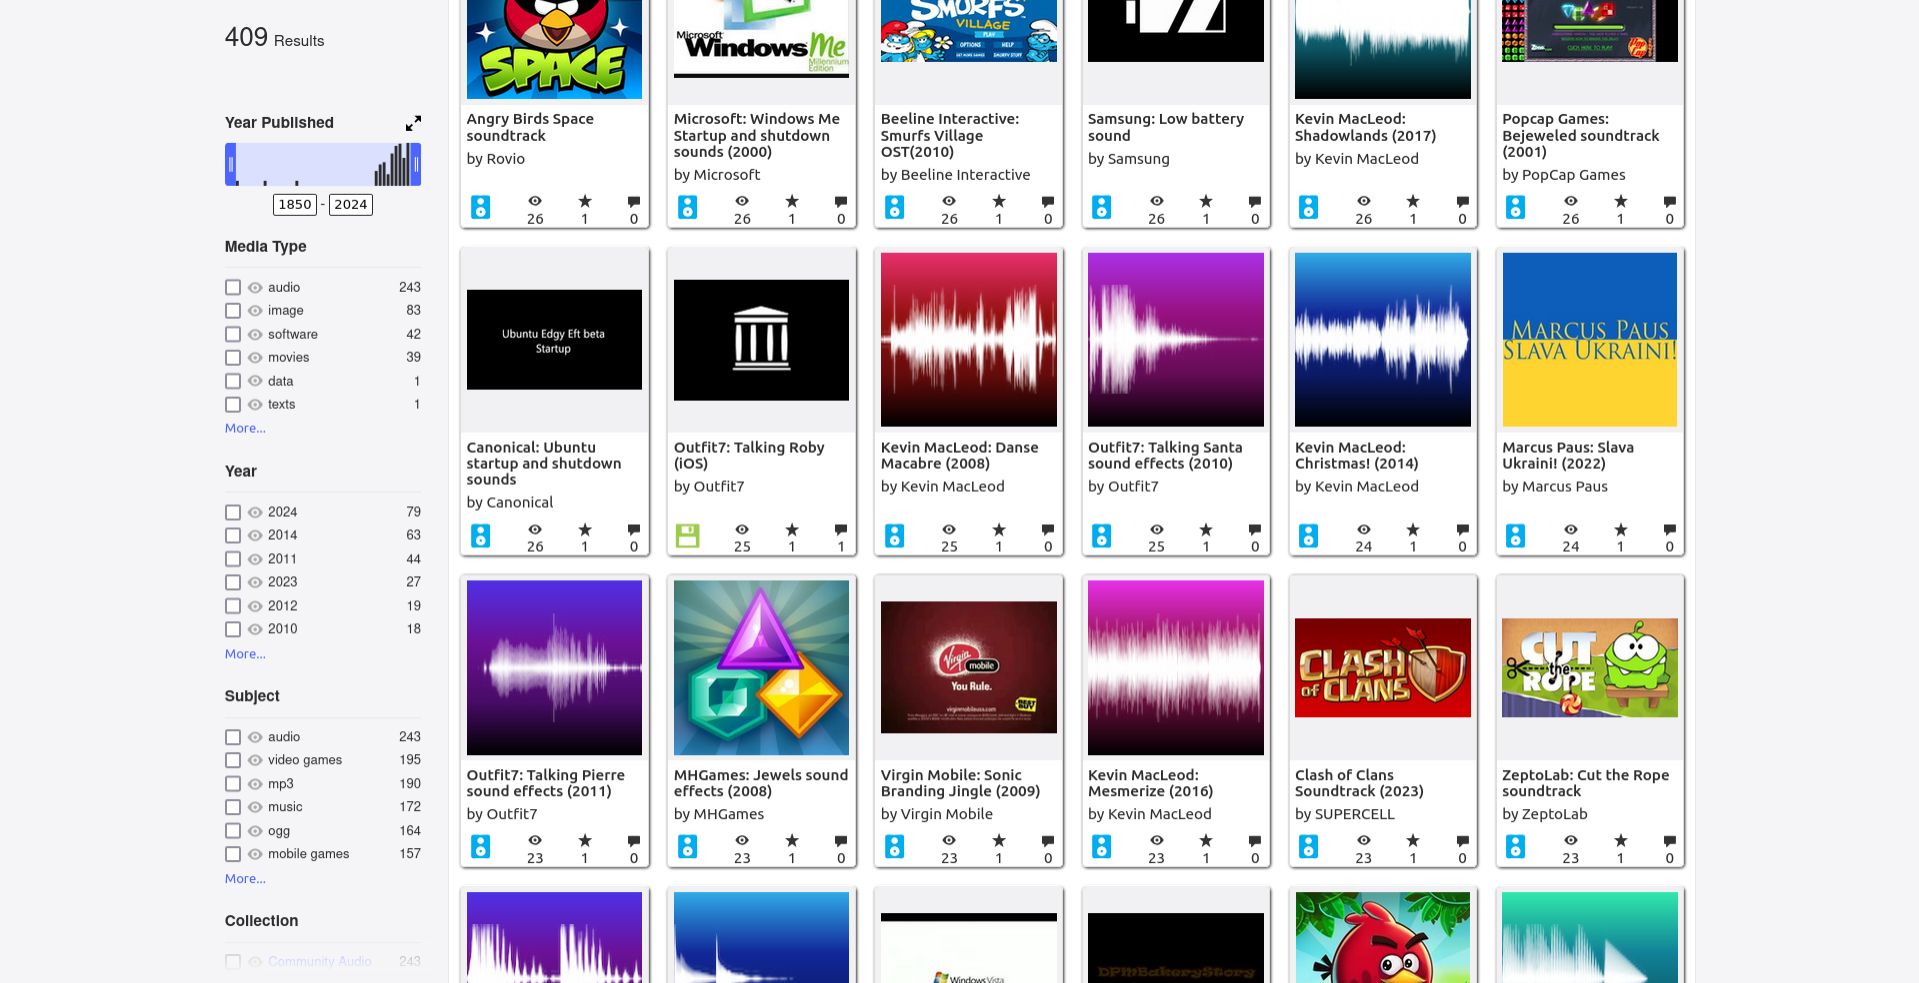 409 Results
Year Published
1850 - 2024
Media Type
audio 243
image 83
software 42
movies 39
data 1
texts 1
More...
Year
2024 79
2014 63
2011 44
2023 27
2012 19
2010 18
More...
Subject
audio 243
video games 195
mp3 190
music 172
ogg 164
mobile games 157
More...
Collection
Community Audio 243
SPACE
Angry Birds Space
soundtrack
by Rovio
26 1 0
Microsoft
Windows Me
Millennium
Edition
Microsoft: Windows Me
Startup and shutdown
sounds (2000)
by Microsoft
26 1 0
SMURFS
VILLAGE
PLAY
OPTIONS HELP
Beeline Interactive:
Smurfs Village
OST(2010)
by Beeline Interactive
26 1 0
Samsung: Low battery
sound
by Samsung
26 1 0
Kevin MacLeod:
Shadowlands (2017)
by Kevin MacLeod
26 1 0
CLICK HERE TO PLAY!
Popcap Games:
Bejeweled soundtrack
(2001)
by PopCap Games
26 1 0
Ubuntu Edgy Eft beta
Startup
Canonical: Ubuntu
startup and shutdown
sounds
by Canonical
26 1 0
Outfit7: Talking Roby
(iOS)
by Outfit7
25 1 1
Kevin MacLeod: Danse
Macabre (2008)
by Kevin MacLeod
25 1 0
Outfit7: Talking Santa
sound effects (2010)
by Outfit7
25 1 0
Kevin MacLeod:
Christmas! (2014)
by Kevin MacLeod
24 1 0
MARCUS PAUS
SLAVA UKRAINI!
Marcus Paus: Slava
Ukraini! (2022)
by Marcus Paus
24 1 0
Outfit7: Talking Pierre
sound effects (2011)
by Outfit7
23 1 0
MHGames: Jewels sound
effects (2008)
by MHGames
23 1 0
Virgin mobile
You Rule.
virginmobileusa.com
BEST BUY
Virgin Mobile: Sonic
Branding Jingle (2009)
by Virgin Mobile
23 1 0
Kevin MacLeod:
Mesmerize (2016)
by Kevin MacLeod
23 1 0
CLASH
OF CLANS
Clash of Clans
Soundtrack (2023)
by SUPERCELL
23 1 0
CUT
the
ROPE
ZeptoLab: Cut the Rope
soundtrack
by ZeptoLab
23 1 0
Windows Vista
DPMBakeryStory